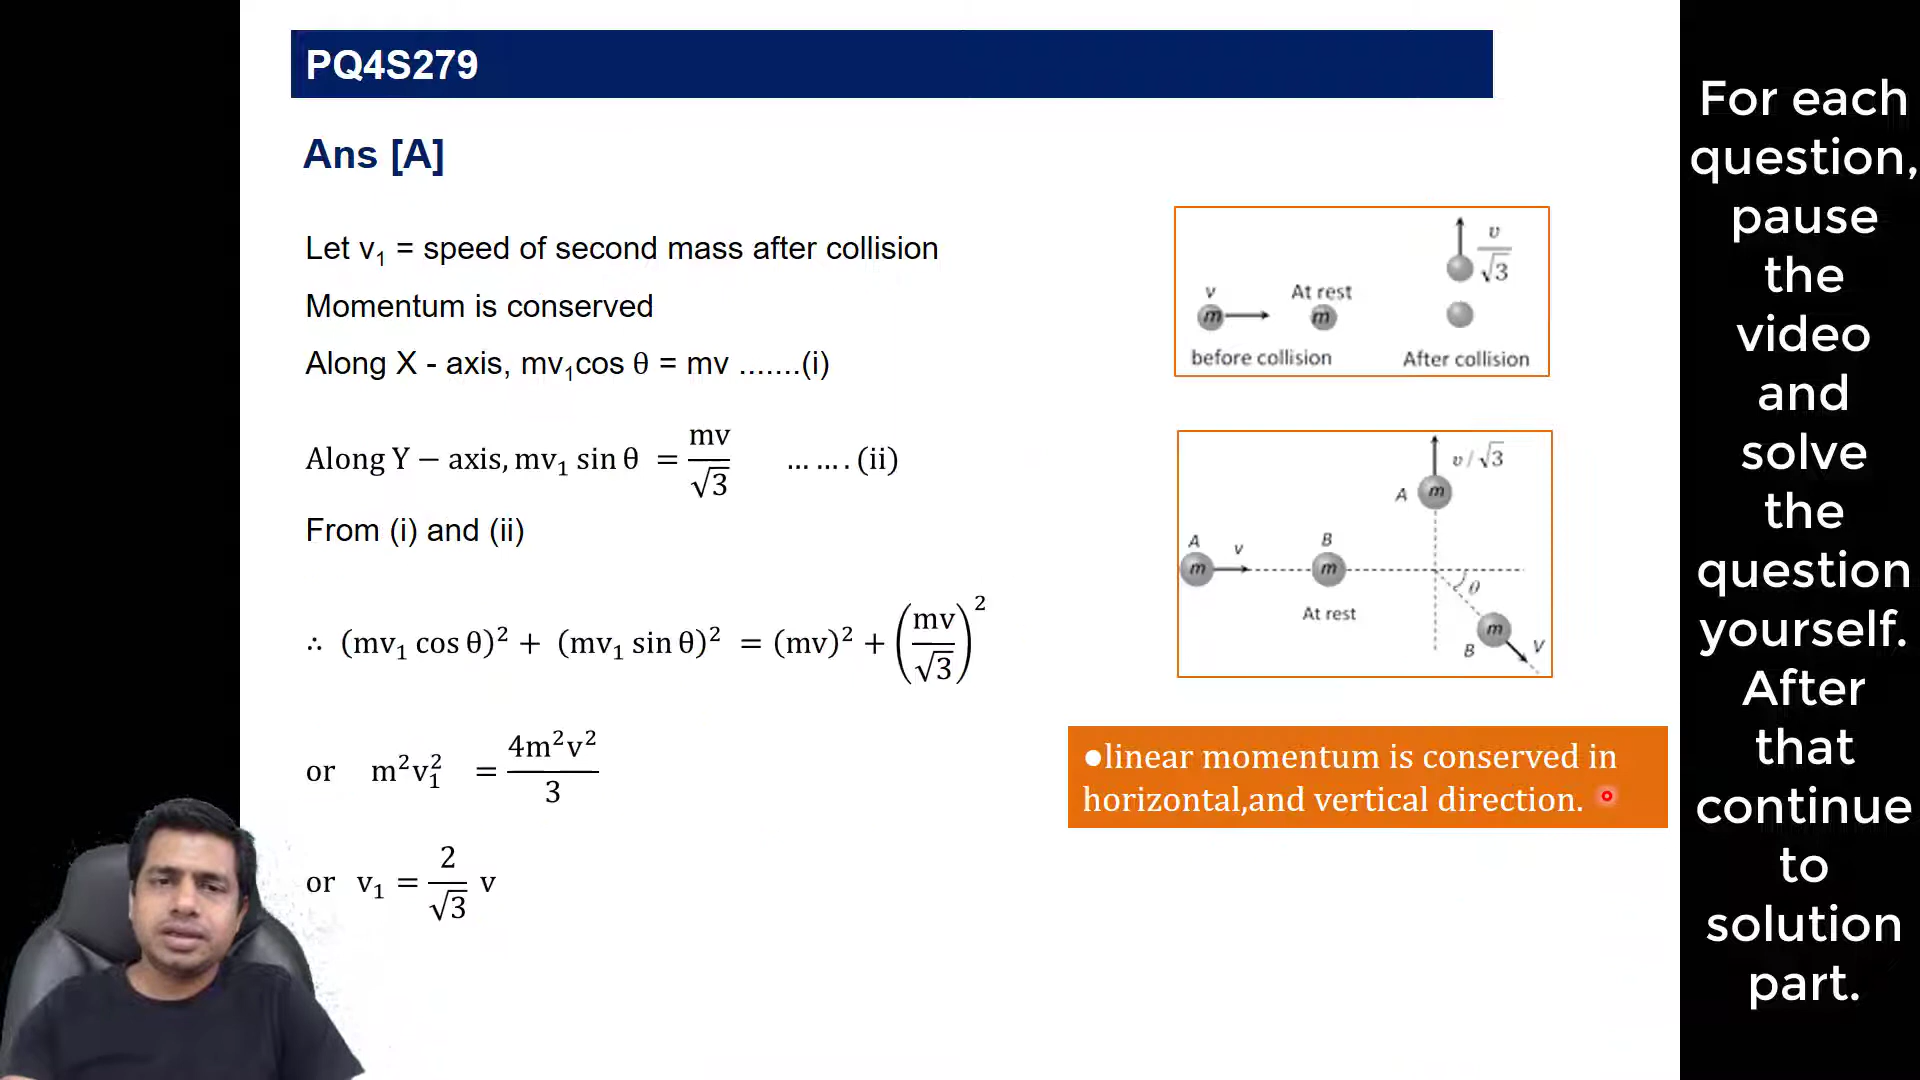 PQ4S279
Ans [A]
Let v₁ = speed of second mass after collision
Momentum is conserved
Along X - axis, mv₁cos θ = mv .......(i)
Along Y − axis, mv₁ sin θ = mv/√3 ... ... . (ii)
From (i) and (ii)
∴ (mv₁ cos θ)² + (mv₁ sin θ)² = (mv)² + (mv/√3)²
or m²v₁² = 4m²v²/3
or v₁ = 2/√3 v
υ/√3
v
At rest
m
m
before collision
After collision
υ/√3
A
m
A
v
B
m
m
θ
At rest
m
B
V
●linear momentum is conserved in
horizontal,and vertical direction.
For each
question,
pause
the
video
and
solve
the
question
yourself.
After
that
continue
to
solution
part.